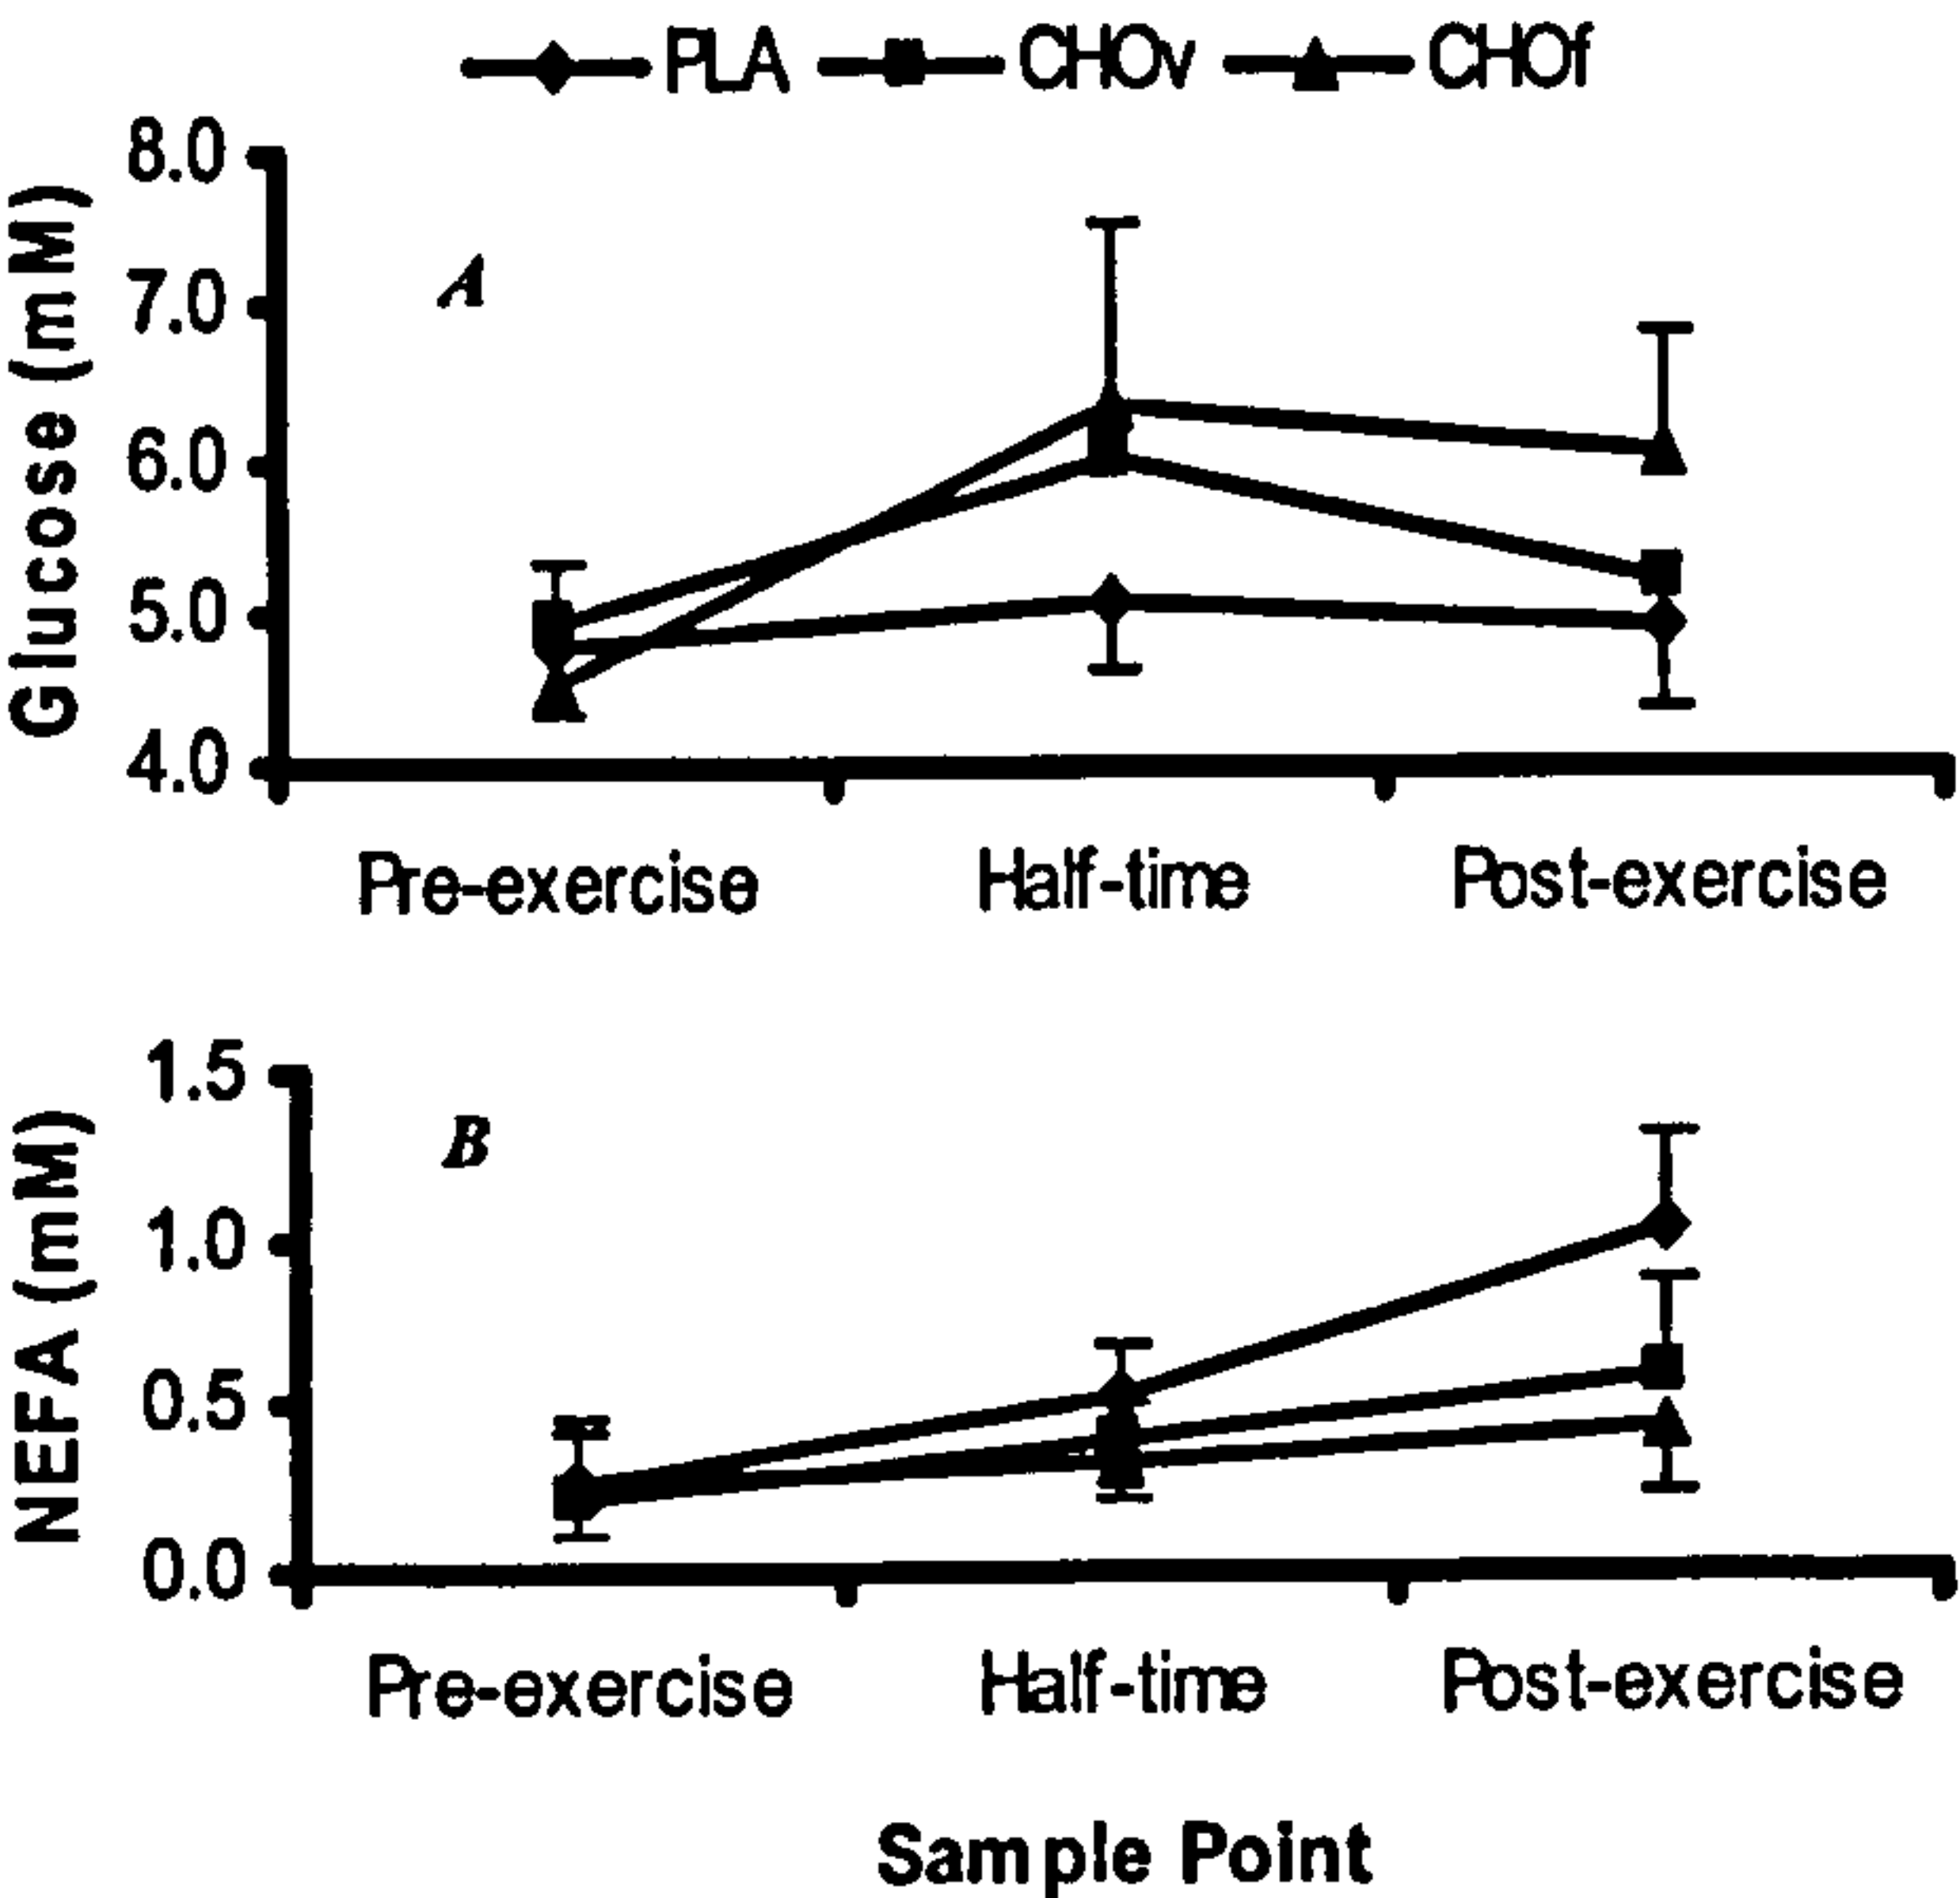 PLA CHOv CHOf
Glucose (mM)
8.0
7.0
6.0
5.0
4.0
A
Pre-exercise Half-time Post-exercise
NEFA (mM)
1.5
1.0
0.5
0.0
B
Pre-exercise Half-time Post-exercise
Sample Point